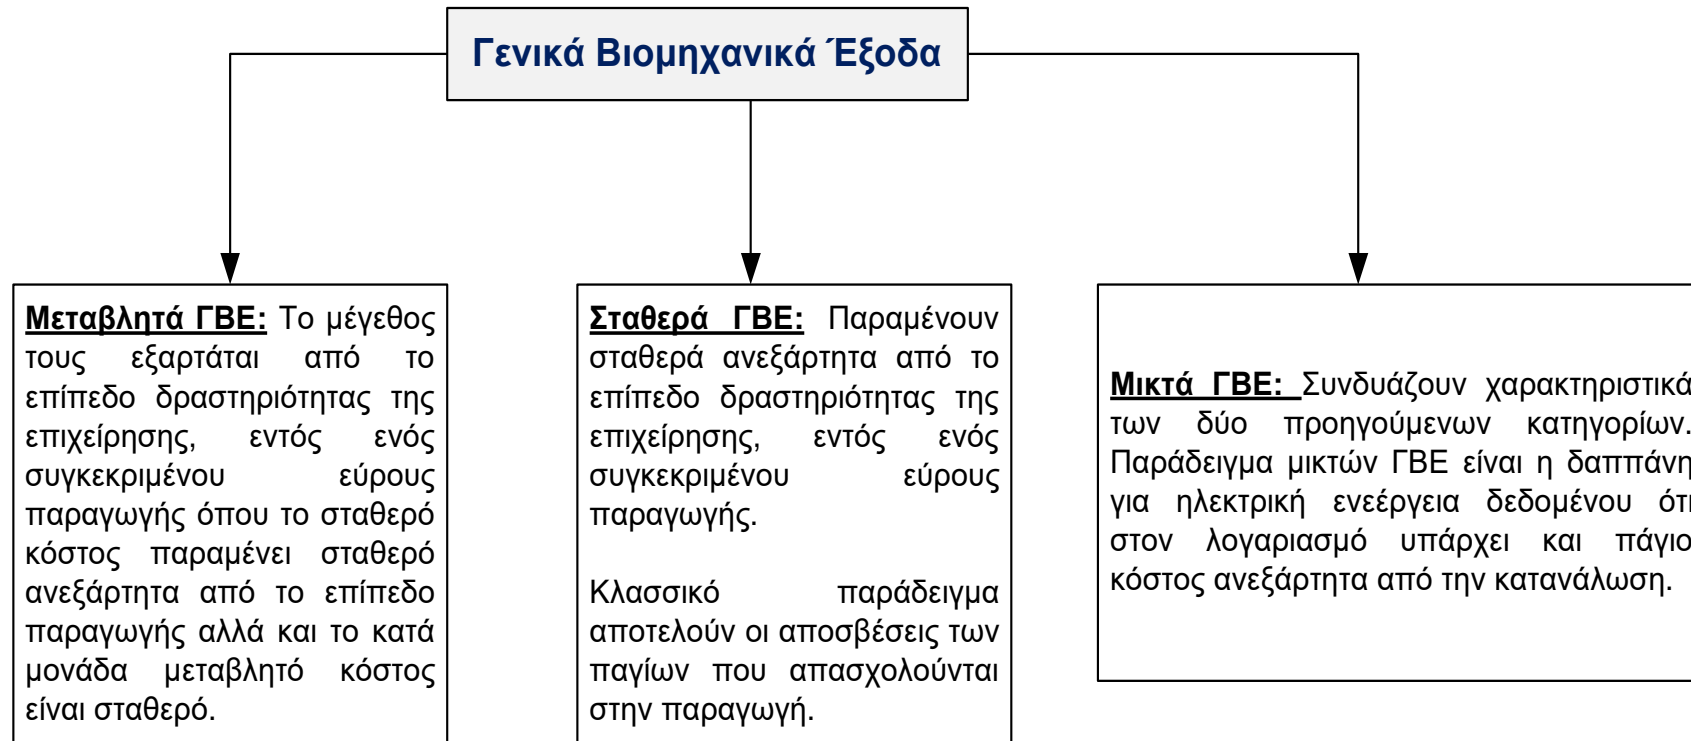 Γενικά Βιομηχανικά Έξοδα
Μεταβλητά ΓΒΕ: Το μέγεθος
τους εξαρτάται από το
επίπεδο δραστηριότητας της
επιχείρησης, εντός ενός
συγκεκριμένου εύρους
παραγωγής όπου το σταθερό
κόστος παραμένει σταθερό
ανεξάρτητα από το επίπεδο
παραγωγής αλλά και το κατά
μονάδα μεταβλητό κόστος
είναι σταθερό.
Σταθερά ΓΒΕ: Παραμένουν
σταθερά ανεξάρτητα από το
επίπεδο δραστηριότητας της
επιχείρησης, εντός ενός
συγκεκριμένου εύρους
παραγωγής.
Κλασσικό παράδειγμα
αποτελούν οι αποσβέσεις των
παγίων που απασχολούνται
στην παραγωγή.
Μικτά ΓΒΕ: Συνδυάζουν χαρακτηριστικά
των δύο προηγούμενων κατηγορίων.
Παράδειγμα μικτών ΓΒΕ είναι η δαππάνη
για ηλεκτρική ενεέργεια δεδομένου ότι
στον λογαριασμό υπάρχει και πάγιο
κόστος ανεξάρτητα από την κατανάλωση.